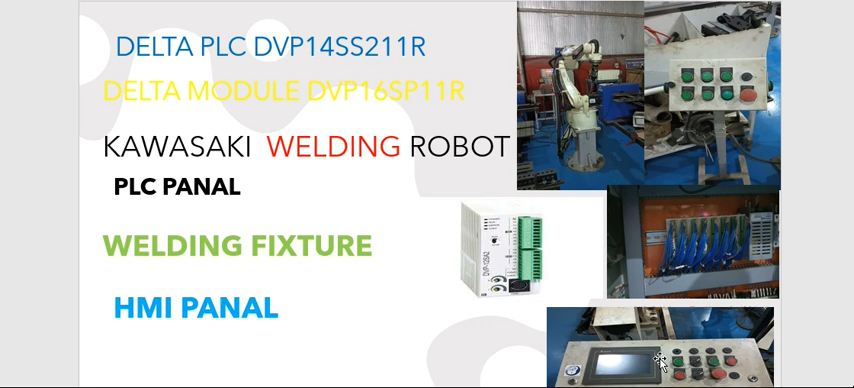 DELTA PLC DVP14SS211R
DELTA MODULE DVP16SP11R
KAWASAKI WELDING ROBOT
PLC PANAL
WELDING FIXTURE
HMI PANAL